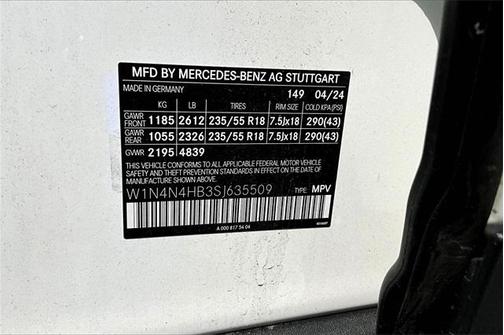 MFD BY MERCEDES-BENZ AG STUTTGART
MADE IN GERMANY 149 04/24
KG LB TIRES RIM SIZE COLD KPA(PSI)
GAWR FRONT 1185 2612 235/55 R18 7.5Jx18 290(43)
GAWR REAR 1055 2326 235/55 R18 7.5Jx18 290(43)
GVWR 2195 4839
THIS VEHICLE CONFORMS TO ALL APPLICABLE FEDERAL MOTOR VEHICLE
SAFETY AND THEFT PREVENTION STANDARDS IN EFFECT ON THE DATE OF
MANUFACTURE SHOWN ABOVE.
W1N4N4HB3SJ635509 TYPE: MPV
A 000 817 54 04